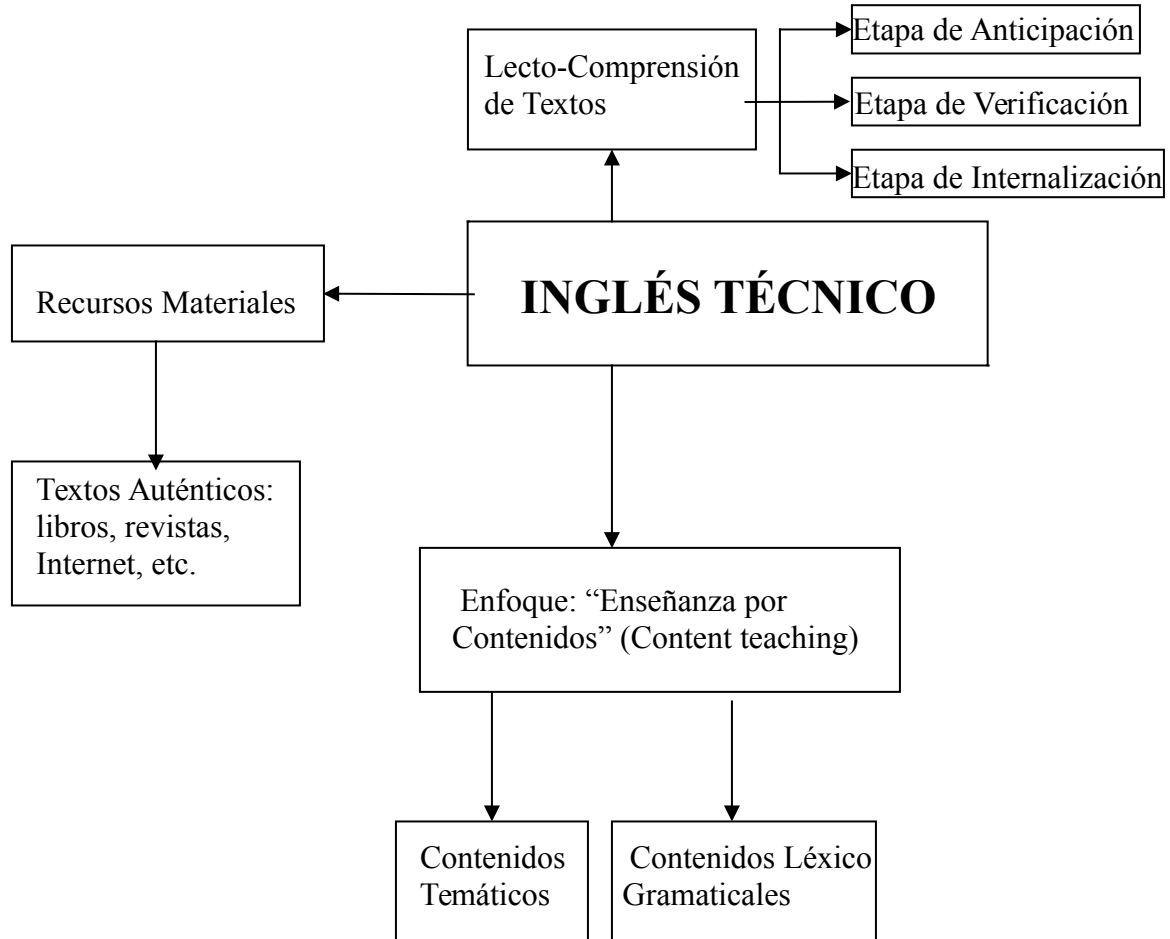 Lecto-Comprensión
de Textos
Etapa de Anticipación
Etapa de Verificación
Etapa de Internalización
INGLÉS TÉCNICO
Recursos Materiales
Textos Auténticos:
libros, revistas,
Internet, etc.
Enfoque: “Enseñanza por
Contenidos” (Content teaching)
Contenidos
Temáticos
Contenidos Léxico
Gramaticales